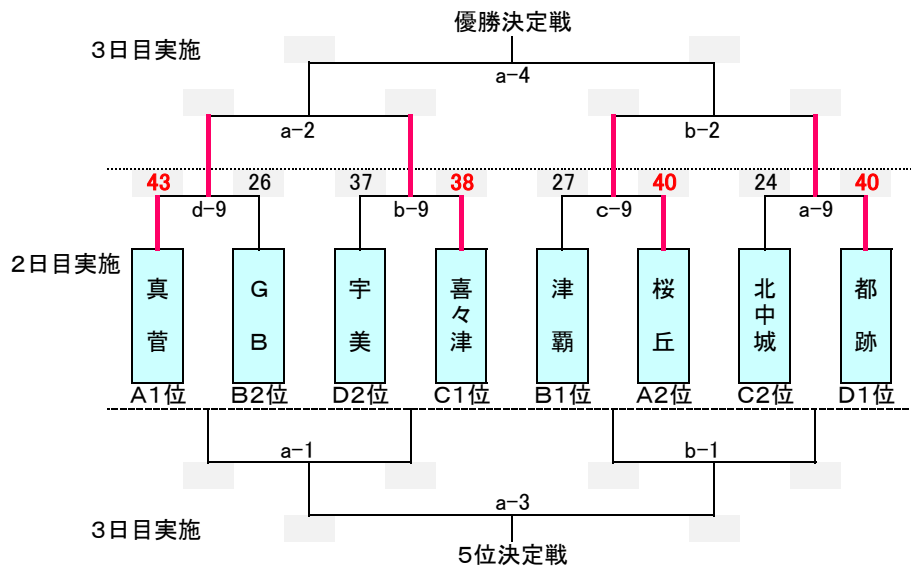 優勝決定戦
3日目実施
a-4
a-2
b-2
43
26
37
38
27
40
24
40
d-9
b-9
c-9
a-9
2日目実施
真菅
GB
宇美
喜々津
津覇
桜丘
北中城
都跡
A1位
B2位
D2位
C1位
B1位
A2位
C2位
D1位
a-1
b-1
a-3
3日目実施
5位決定戦